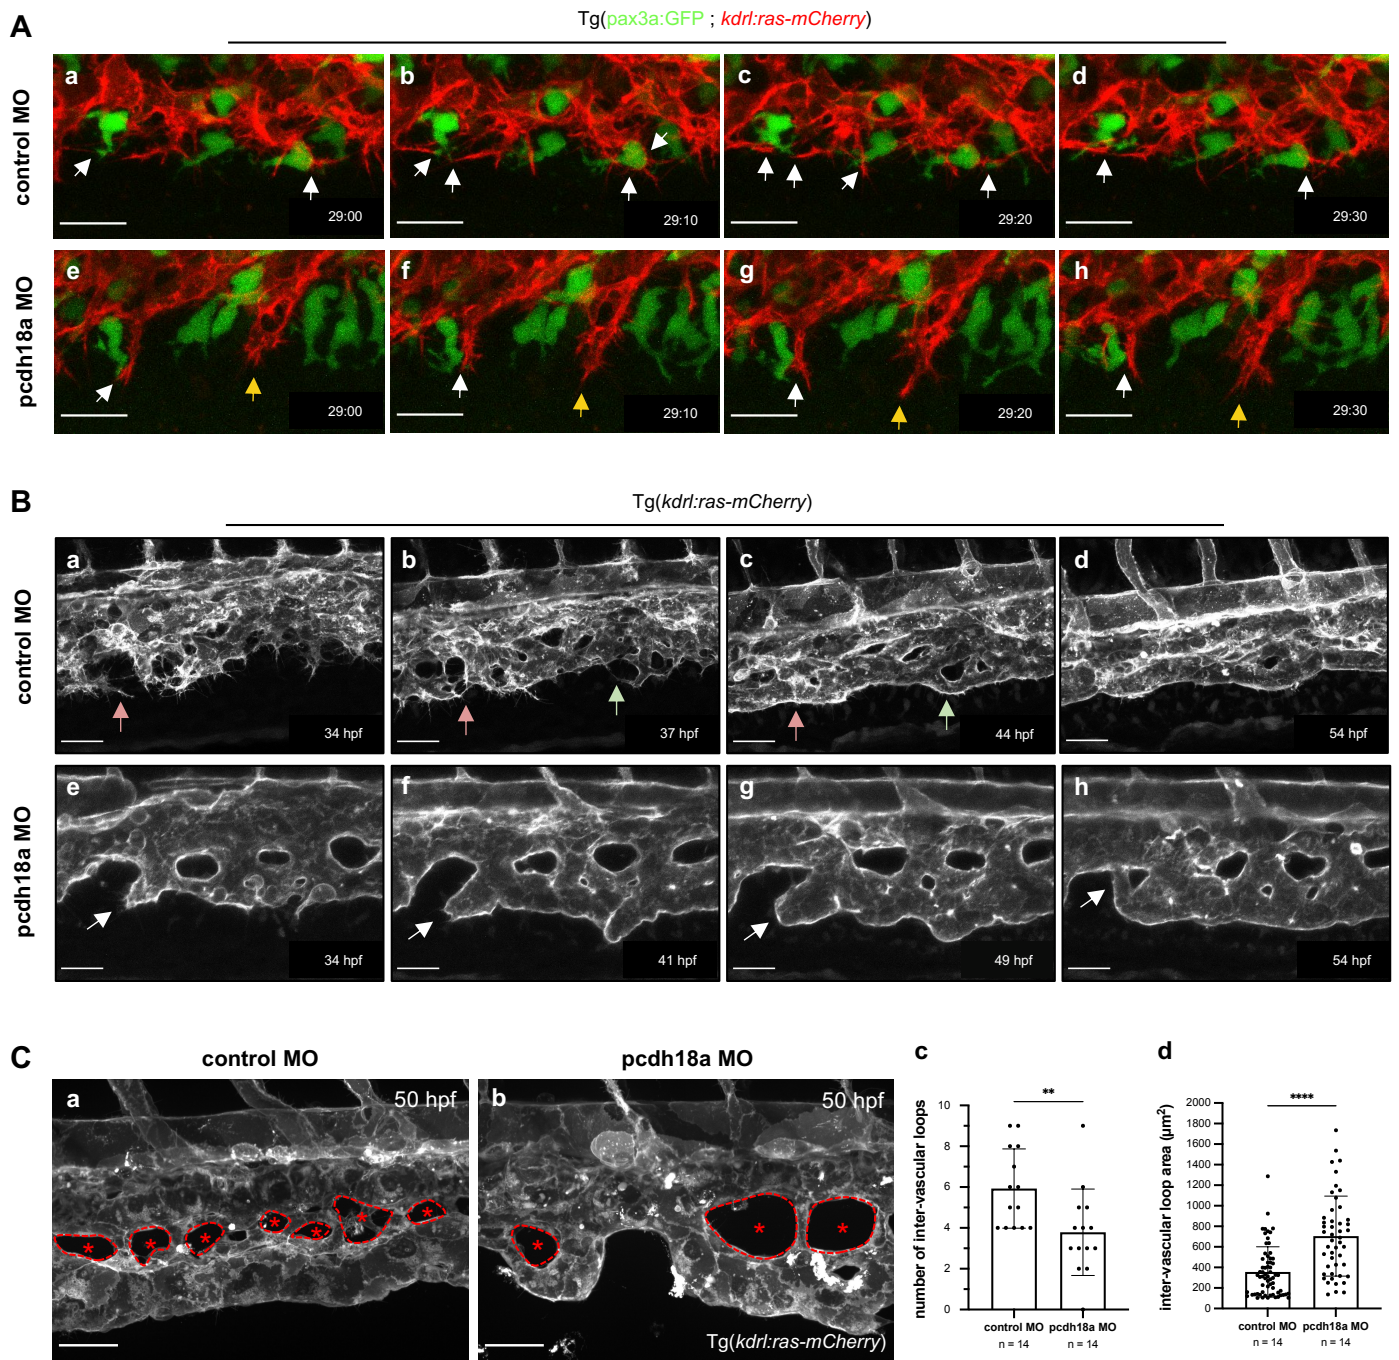 A
Tg(pax3a:GFP ; kdrl:ras-mCherry)
control MO
a
29:00
b
29:10
c
29:20
d
29:30
pcdh18a MO
e
29:00
f
29:10
g
29:20
h
29:30
B
Tg(kdrl:ras-mCherry)
control MO
a
34 hpf
b
37 hpf
c
44 hpf
d
54 hpf
pcdh18a MO
e
34 hpf
f
41 hpf
g
49 hpf
h
54 hpf
C
control MO
a
50 hpf
* * * * * * *
pcdh18a MO
b
50 hpf
* * *
Tg(kdrl:ras-mCherry)
c
number of inter-vascular loops
10
8
6
4
2
0
**
control MO
n = 14
pcdh18a MO
n = 14
d
inter-vascular loop area (µm²)
2000
1800
1600
1400
1200
1000
800
600
400
200
0
****
control MO
n = 14
pcdh18a MO
n = 14